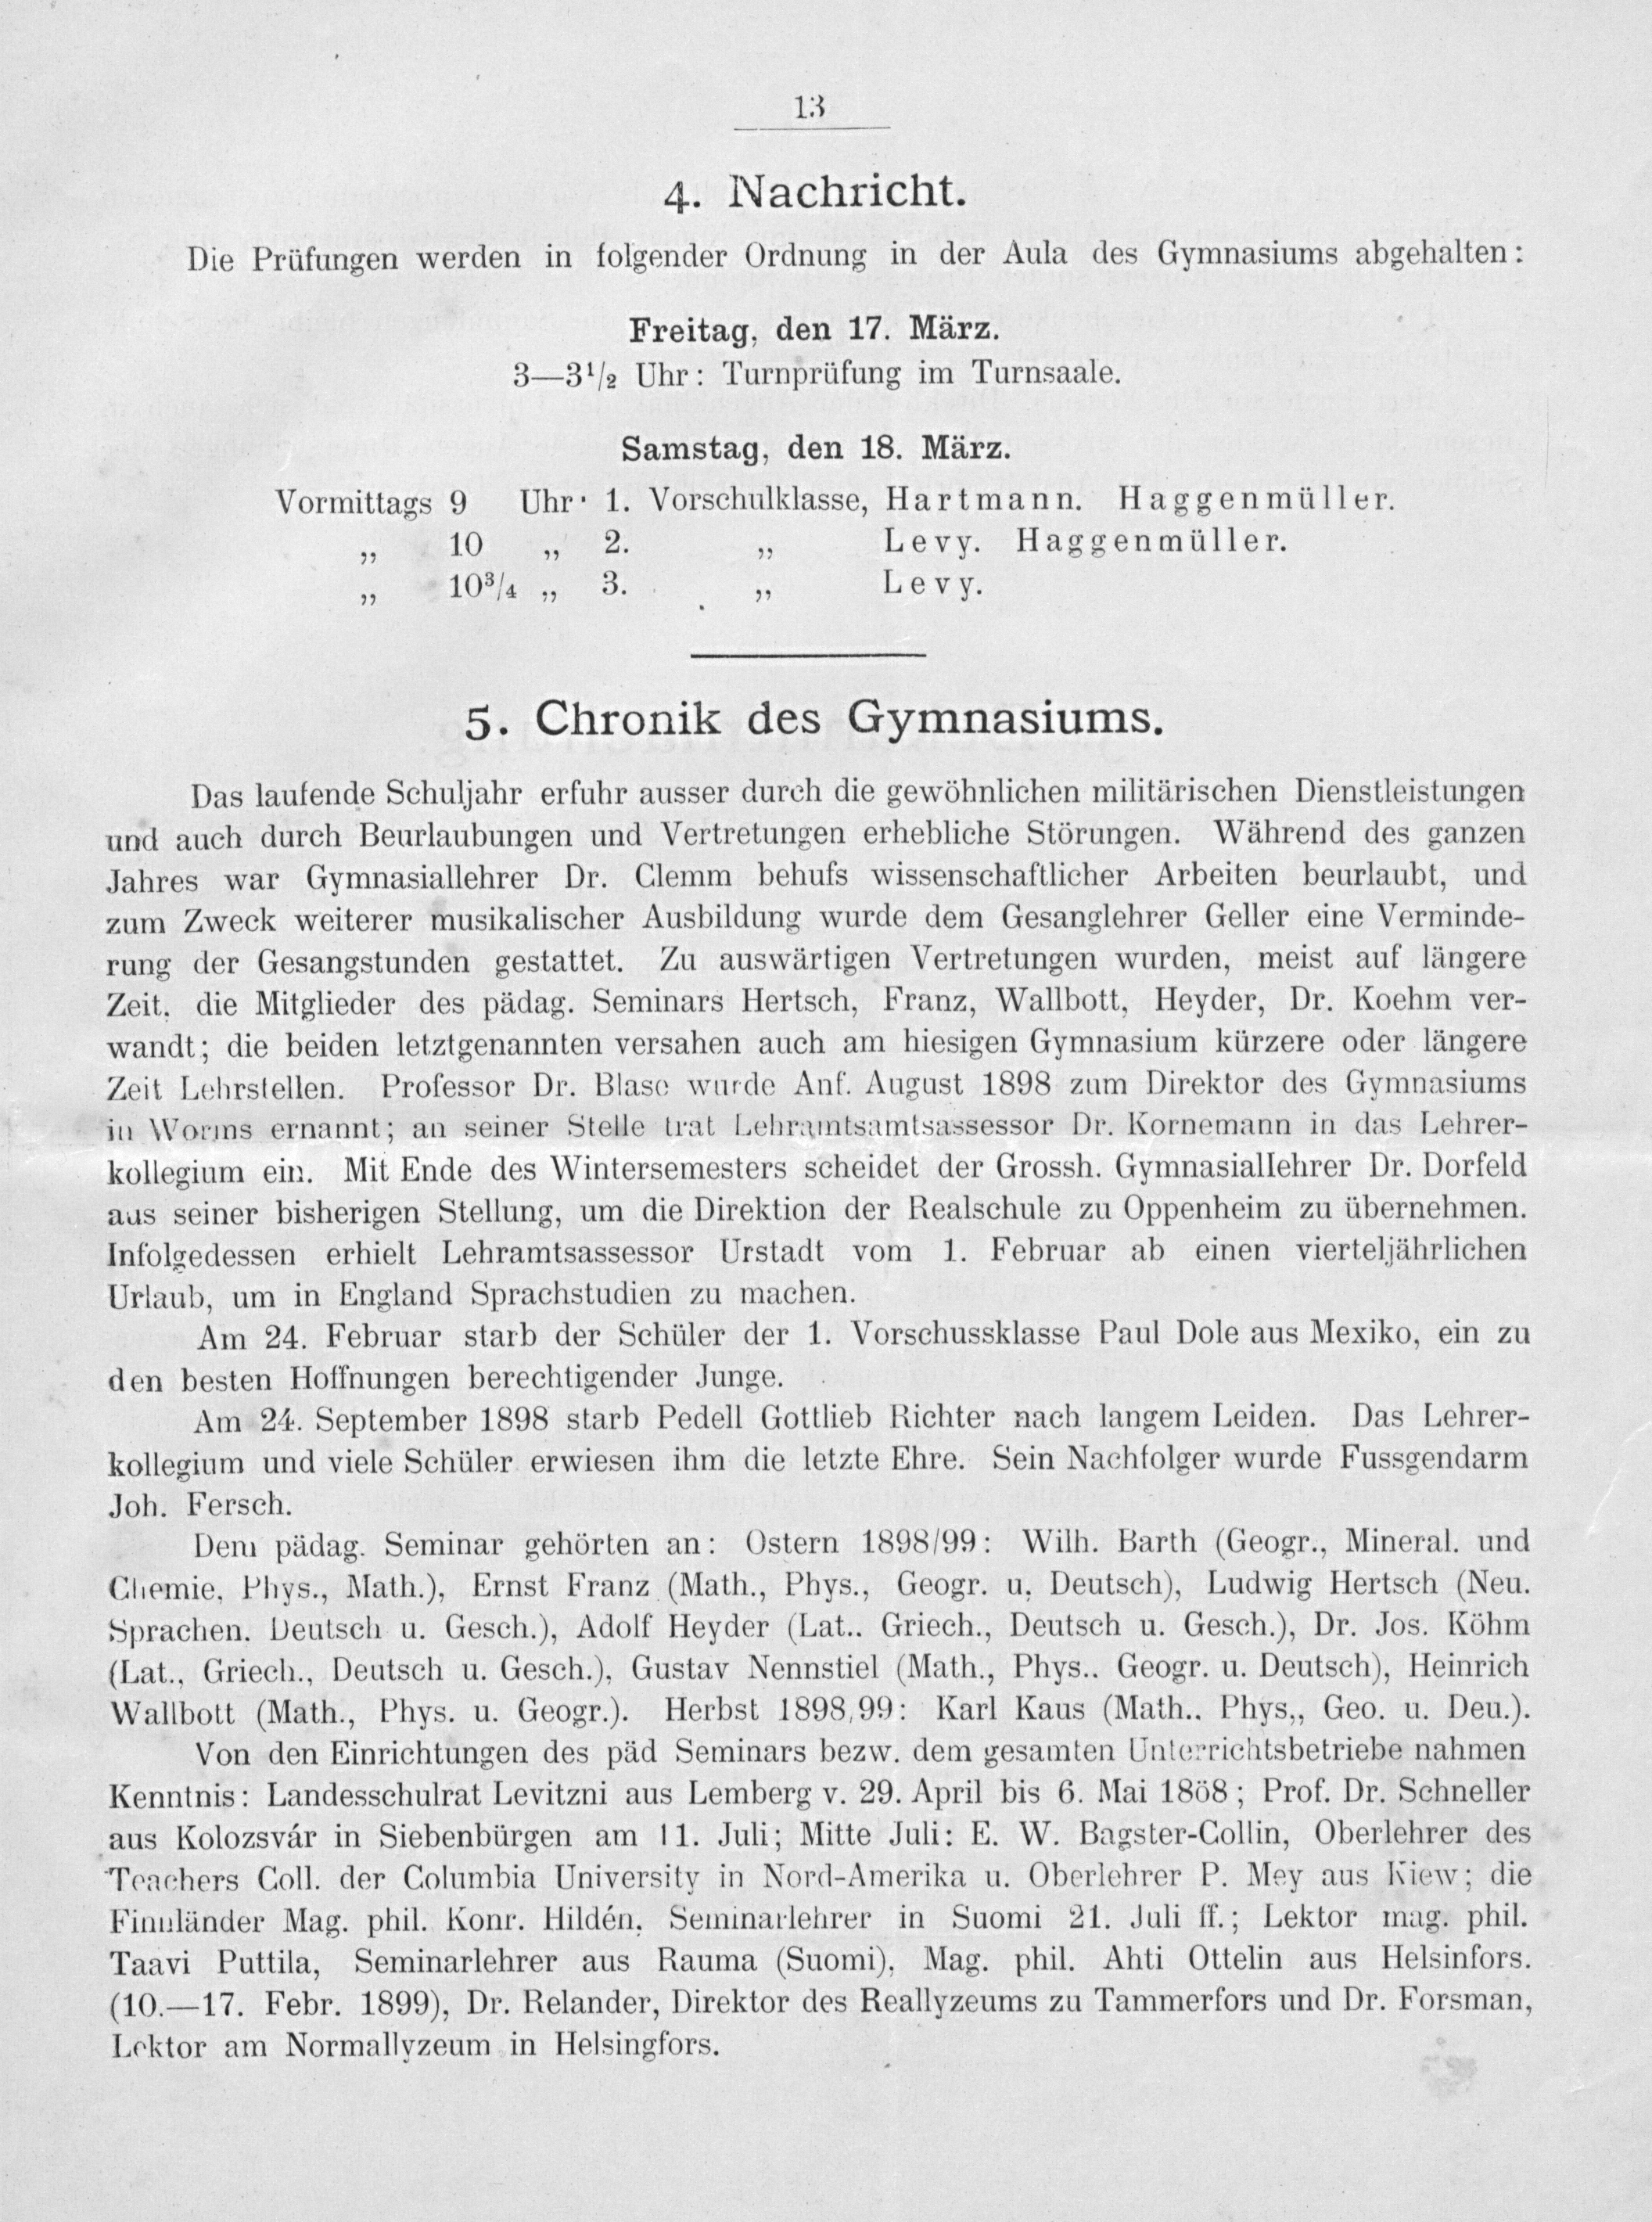 13
4. Nachricht.
Die Prüfungen werden in folgender Ordnung in der Aula des Gymnasiums abgehalten:
Freitag, den 17. März.
3—3¹/₂ Uhr: Turnprüfung im Turnsaale.
Samstag, den 18. März.
Vormittags 9 Uhr· 1. Vorschulklasse, Hartmann. Haggenmüller.
„ 10 „ 2. „ Levy. Haggenmüller.
„ 10³/₄ „ 3. „ Levy.
5. Chronik des Gymnasiums.
Das laufende Schuljahr erfuhr ausser durch die gewöhnlichen militärischen Dienstleistungen
und auch durch Beurlaubungen und Vertretungen erhebliche Störungen. Während des ganzen
Jahres war Gymnasiallehrer Dr. Clemm behufs wissenschaftlicher Arbeiten beurlaubt, und
zum Zweck weiterer musikalischer Ausbildung wurde dem Gesanglehrer Geller eine Verminde-
rung der Gesangstunden gestattet. Zu auswärtigen Vertretungen wurden, meist auf längere
Zeit, die Mitglieder des pädag. Seminars Hertsch, Franz, Wallbott, Heyder, Dr. Koehm ver-
wandt; die beiden letztgenannten versahen auch am hiesigen Gymnasium kürzere oder längere
Zeit Lehrstellen. Professor Dr. Blase wurde Anf. August 1898 zum Direktor des Gymnasiums
in Worms ernannt; an seiner Stelle trat Lehramtsamtsassessor Dr. Kornemann in das Lehrer-
kollegium ein. Mit Ende des Wintersemesters scheidet der Grossh. Gymnasiallehrer Dr. Dorfeld
aus seiner bisherigen Stellung, um die Direktion der Realschule zu Oppenheim zu übernehmen.
Infolgedessen erhielt Lehramtsassessor Urstadt vom 1. Februar ab einen vierteljährlichen
Urlaub, um in England Sprachstudien zu machen.
Am 24. Februar starb der Schüler der 1. Vorschussklasse Paul Dole aus Mexiko, ein zu
den besten Hoffnungen berechtigender Junge.
Am 24. September 1898 starb Pedell Gottlieb Richter nach langem Leiden. Das Lehrer-
kollegium und viele Schüler erwiesen ihm die letzte Ehre. Sein Nachfolger wurde Fussgendarm
Joh. Fersch.
Dem pädag. Seminar gehörten an: Ostern 1898/99: Wilh. Barth (Geogr., Mineral. und
Chemie, Phys., Math.), Ernst Franz (Math., Phys., Geogr. u. Deutsch), Ludwig Hertsch (Neu.
Sprachen. Deutsch u. Gesch.), Adolf Heyder (Lat.. Griech., Deutsch u. Gesch.), Dr. Jos. Köhm
(Lat., Griech., Deutsch u. Gesch.), Gustav Nennstiel (Math., Phys.. Geogr. u. Deutsch), Heinrich
Wallbott (Math., Phys. u. Geogr.). Herbst 1898,99: Karl Kaus (Math.. Phys,, Geo. u. Deu.).
Von den Einrichtungen des päd Seminars bezw. dem gesamten Unterrichtsbetriebe nahmen
Kenntnis: Landesschulrat Levitzni aus Lemberg v. 29. April bis 6. Mai 18ö8; Prof. Dr. Schneller
aus Kolozsvár in Siebenbürgen am 11. Juli; Mitte Juli: E. W. Bagster-Collin, Oberlehrer des
Teachers Coll. der Columbia University in Nord-Amerika u. Oberlehrer P. Mey aus Kiew; die
Finnländer Mag. phil. Konr. Hildén, Seminarlehrer in Suomi 21. Juli ff.; Lektor mag. phil.
Taavi Puttila, Seminarlehrer aus Rauma (Suomi), Mag. phil. Ahti Ottelin aus Helsinfors.
(10.—17. Febr. 1899), Dr. Relander, Direktor des Reallyzeums zu Tammerfors und Dr. Forsman,
Lektor am Normallyzeum in Helsingfors.